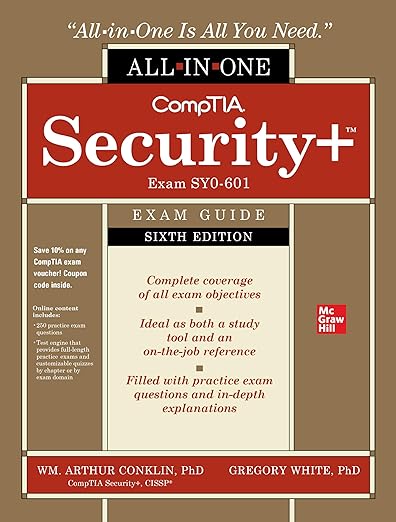 "All-in-One Is All You Need."
ALL-IN-ONE
CompTIA.
Security+™
Exam SY0-601
EXAM GUIDE
SIXTH EDITION
Save 10% on any
CompTIA exam
voucher! Coupon
code inside.
Online content
includes:
• 250 practice exam
questions
• Test engine that
provides full-length
practice exams and
customizable quizzes
by chapter or by
exam domain
Complete coverage
of all exam objectives
Ideal as both a study
tool and an
on-the-job reference
Filled with practice exam
questions and in-depth
explanations
Mc
Graw
Hill
WM. ARTHUR CONKLIN, PhD
CompTIA Security+, CISSP®
GREGORY WHITE, PhD